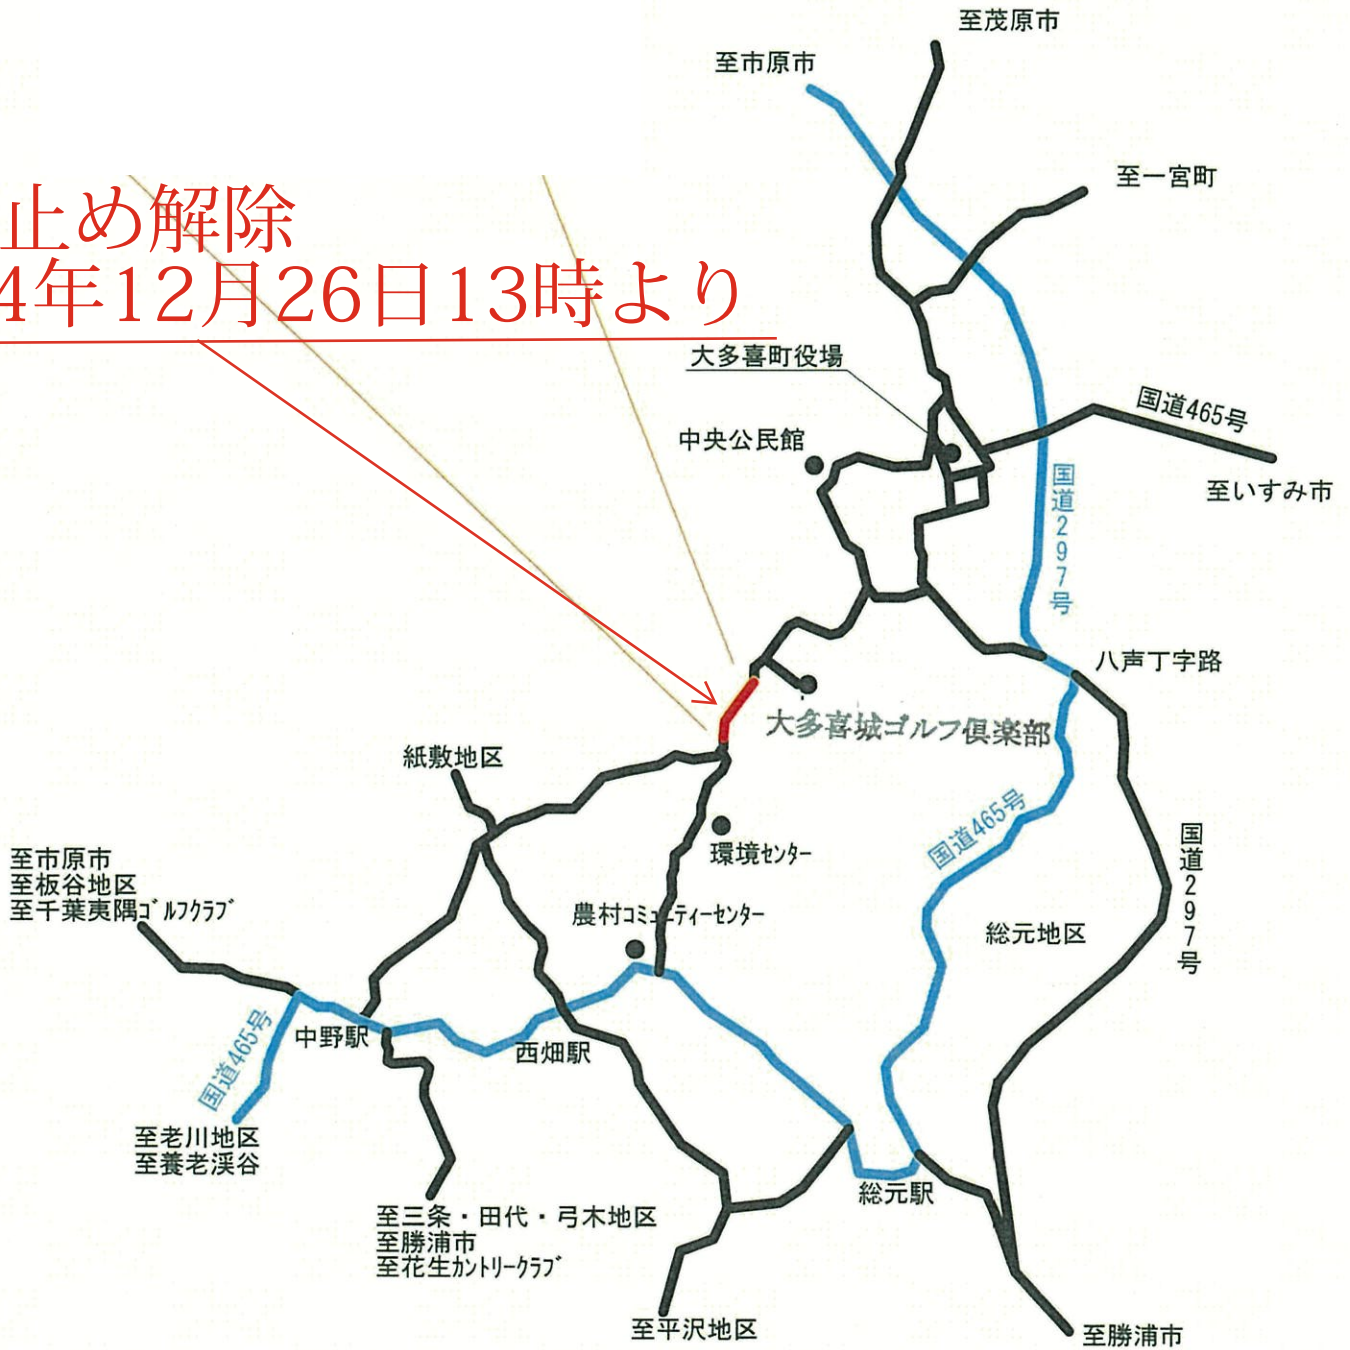 至茂原市
至市原市
至一宮町
止め解除
4年12月26日13時より
大多喜町役場
国道465号
中央公民館
至いすみ市
国道297号
八声丁字路
大多喜城ゴルフ倶楽部
紙敷地区
国道465号
国道297号
環境ｾﾝﾀｰ
至市原市
至板谷地区
至千葉夷隅ｺﾞﾙﾌｸﾗﾌﾞ
農村ｺﾐｭﾆﾃｨｰｾﾝﾀｰ
総元地区
国道465号
中野駅
西畑駅
至老川地区
至養老渓谷
総元駅
至三条・田代・弓木地区
至勝浦市
至花生ｶﾝﾄﾘｰｸﾗﾌﾞ
至平沢地区
至勝浦市